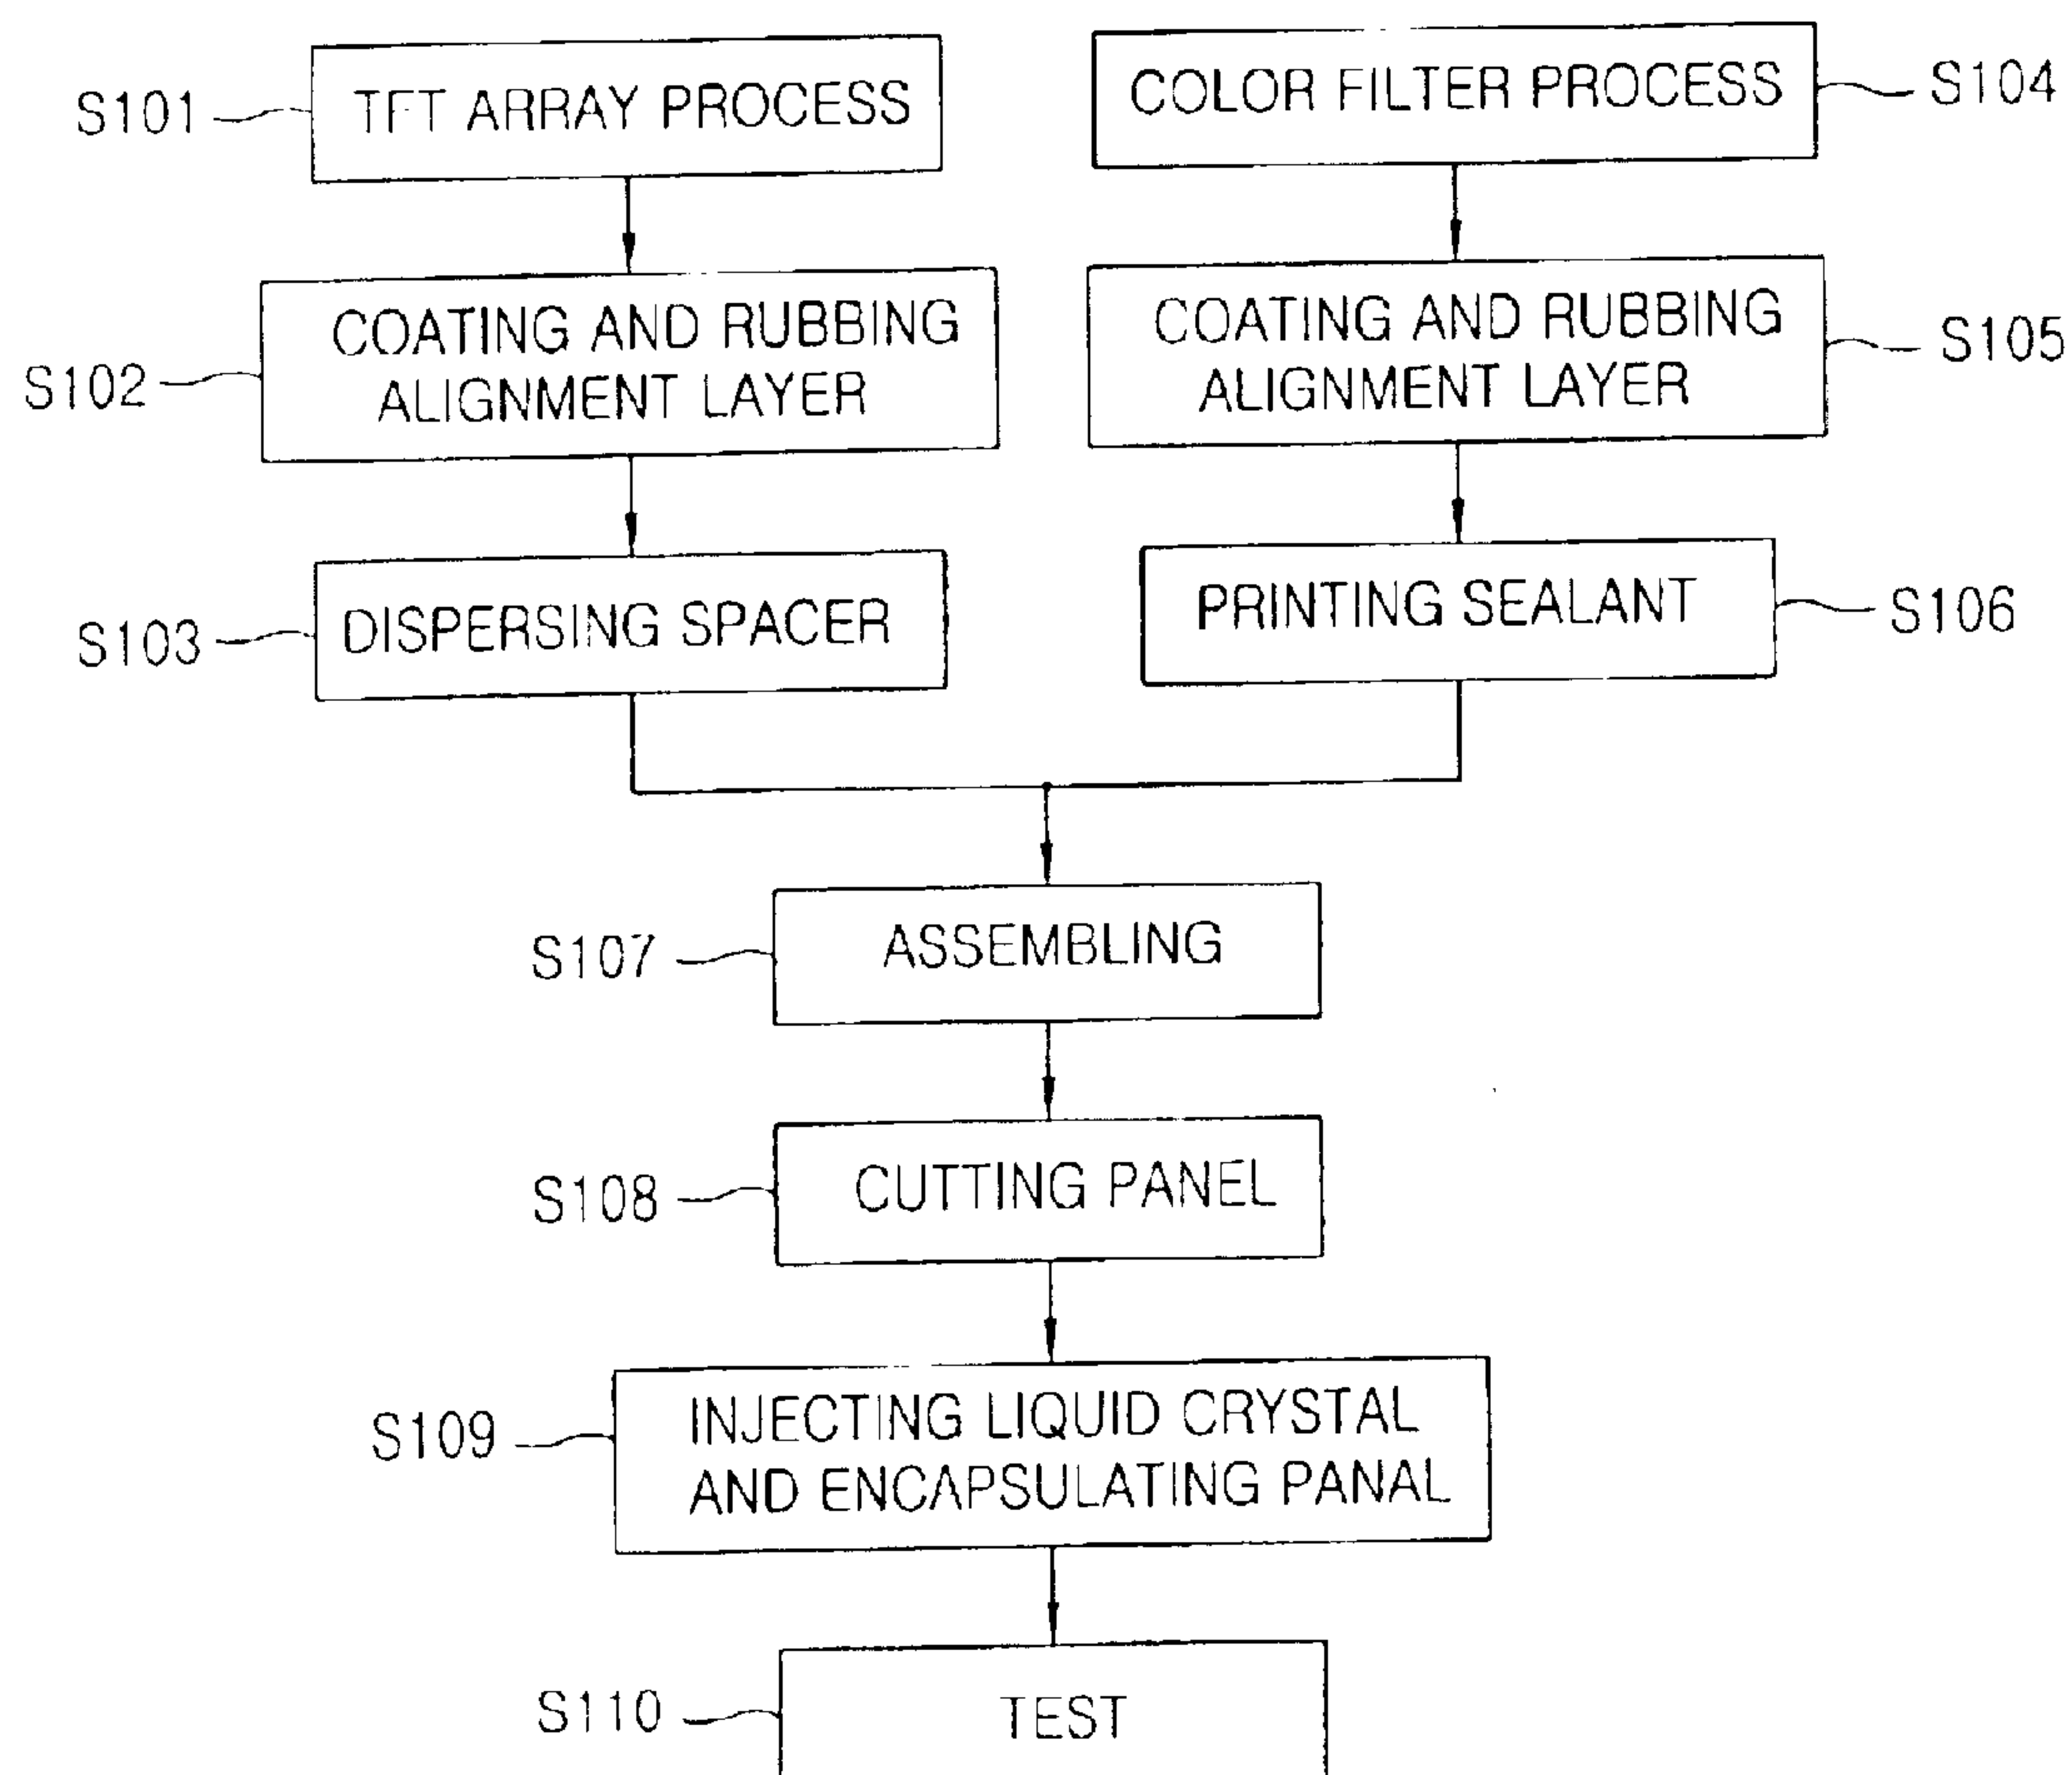 S101
TFT ARRAY PROCESS
COLOR FILTER PROCESS
S104
S102
COATING AND RUBBING
ALIGNMENT LAYER
COATING AND RUBBING
ALIGNMENT LAYER
S105
S103
DISPERSING SPACER
PRINTING SEALANT
S106
S107
ASSEMBLING
S108
CUTTING PANEL
S109
INJECTING LIQUID CRYSTAL
AND ENCAPSULATING PANAL
S110
TEST